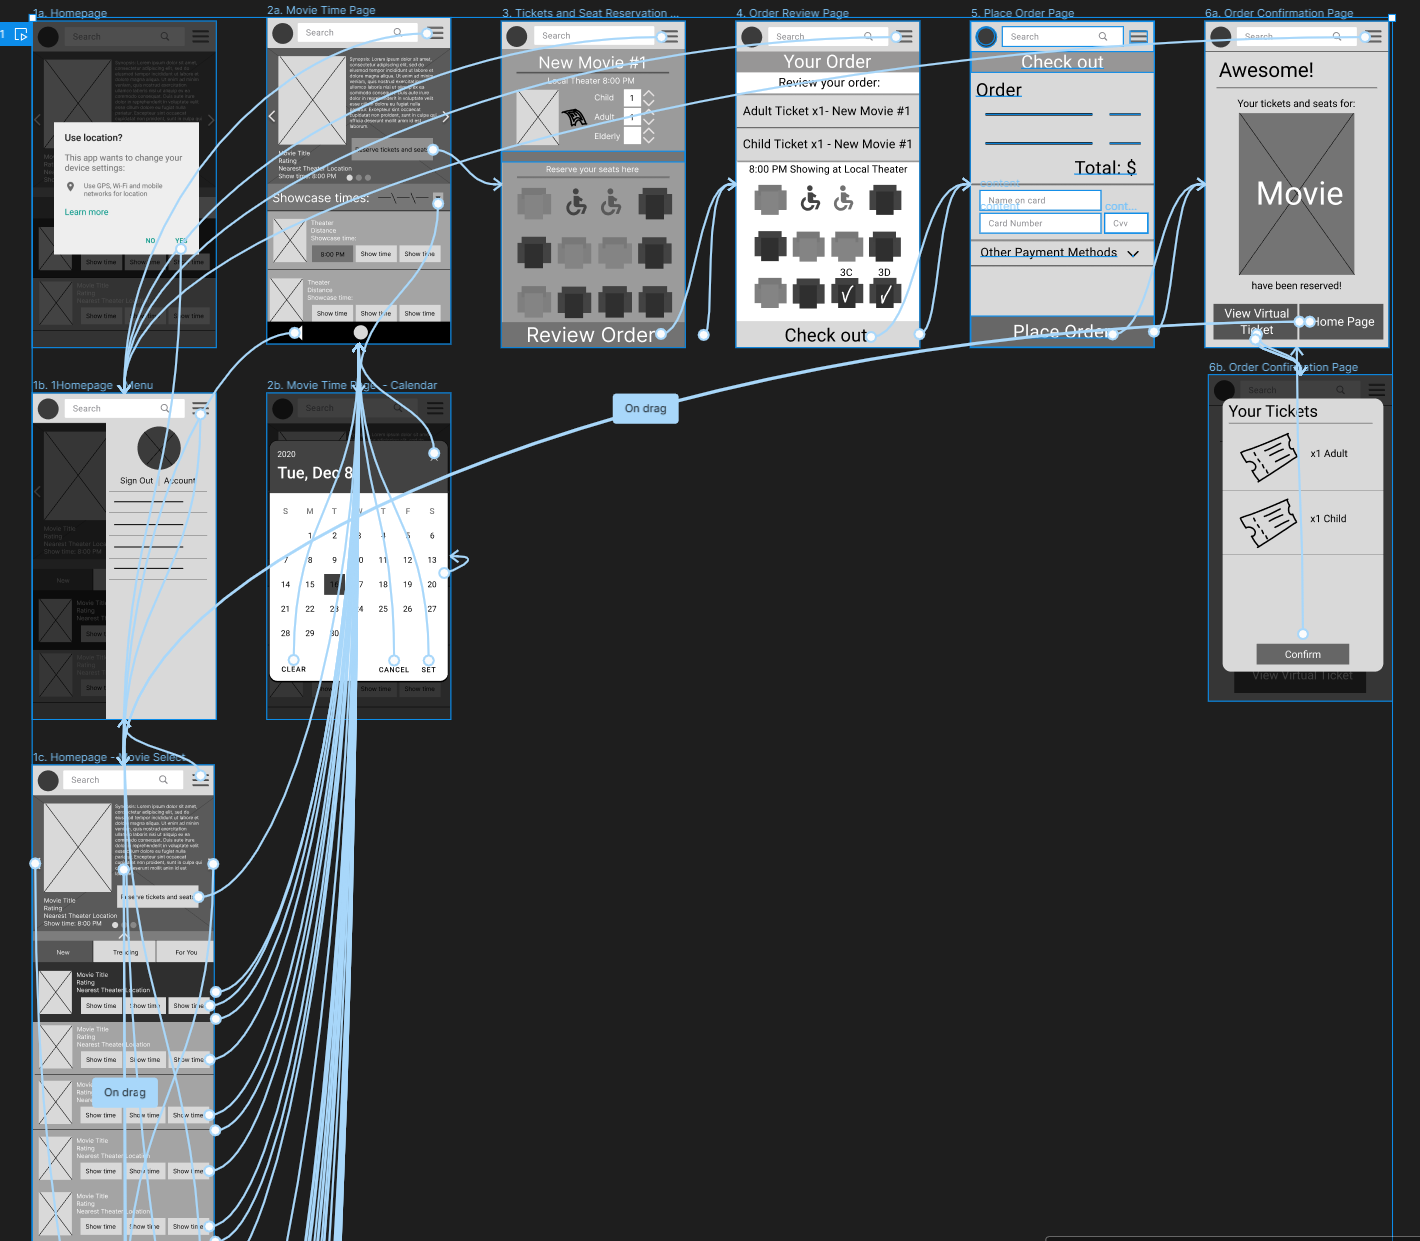 1a. Homepage
Search
Use location?
This app wants to change your
device settings:
Use GPS, Wi-Fi and mobile
networks for location
Learn more
NO
Movie Title
Rating
Nearest Theater Location
Show time: 8:00 PM
Show time
Show time
Show time
Show time
Show time
Show time
1b. 1Homepage - Menu
Search
Sign Out
Account
Now
1c. Homepage - Movie Select
Search
Reserve tickets and seats
Movie Title
Rating
Nearest Theater Location
Show time: 8:00 PM
New
Trending
For You
Movie Title
Rating
Nearest Theater Location
Show time Show time Show time
Movie Title
Rating
Nearest Theater Location
Show time Show time Show time
On drag
Show time Show time Show time
Movie Title
Rating
Nearest Theater Location
Show time Show time Show time
Movie Title
Rating
Nearest Theater Location
Show time Show time Show time
2a. Movie Time Page
Search
Reserve tickets and seats
Movie Title
Rating
Nearest Theater Location
Show time: 8:00 PM
Showcase times: --\--\--
Theater
Distance
Showcase time:
8:00 PM Show time Show time
Theater
Distance
Showcase time:
Show time Show time Show time
2b. Movie Time Page - Calendar
Search
2020
Tue, Dec 8
S M T W T F S
1 2 3 4 5 6
7 8 9 10 11 12 13
14 15 16 17 18 19 20
21 22 23 24 25 26 27
28 29 30
CLEAR
CANCEL
SET
Show time Show time Show time
3. Tickets and Seat Reservation ...
Search
New Movie #1
Local Theater 8:00 PM
Child 1
Adult 1
Elderly
Reserve your seats here
Review Order
4. Order Review Page
Search
Your Order
Review your order:
Adult Ticket x1- New Movie #1
Child Ticket x1 - New Movie #1
8:00 PM Showing at Local Theater
3C 3D
Check out
On drag
5. Place Order Page
Search
Check out
Order
Total: $
content
Name on card
content
cont...
Card Number
Cvv
Other Payment Methods
Place Order
6a. Order Confirmation Page
Search
Awesome!
Your tickets and seats for:
Movie
have been reserved!
View Virtual
Ticket
Home Page
6b. Order Confirmation Page
Search
Your Tickets
x1 Adult
x1 Child
Confirm
View Virtual Ticket
1